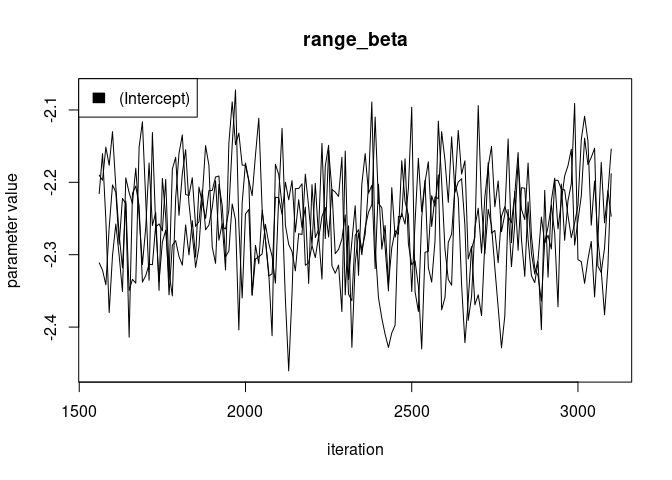 range_beta
(Intercept)
parameter value
-2.1
-2.2
-2.3
-2.4
1500 2000 2500 3000
iteration